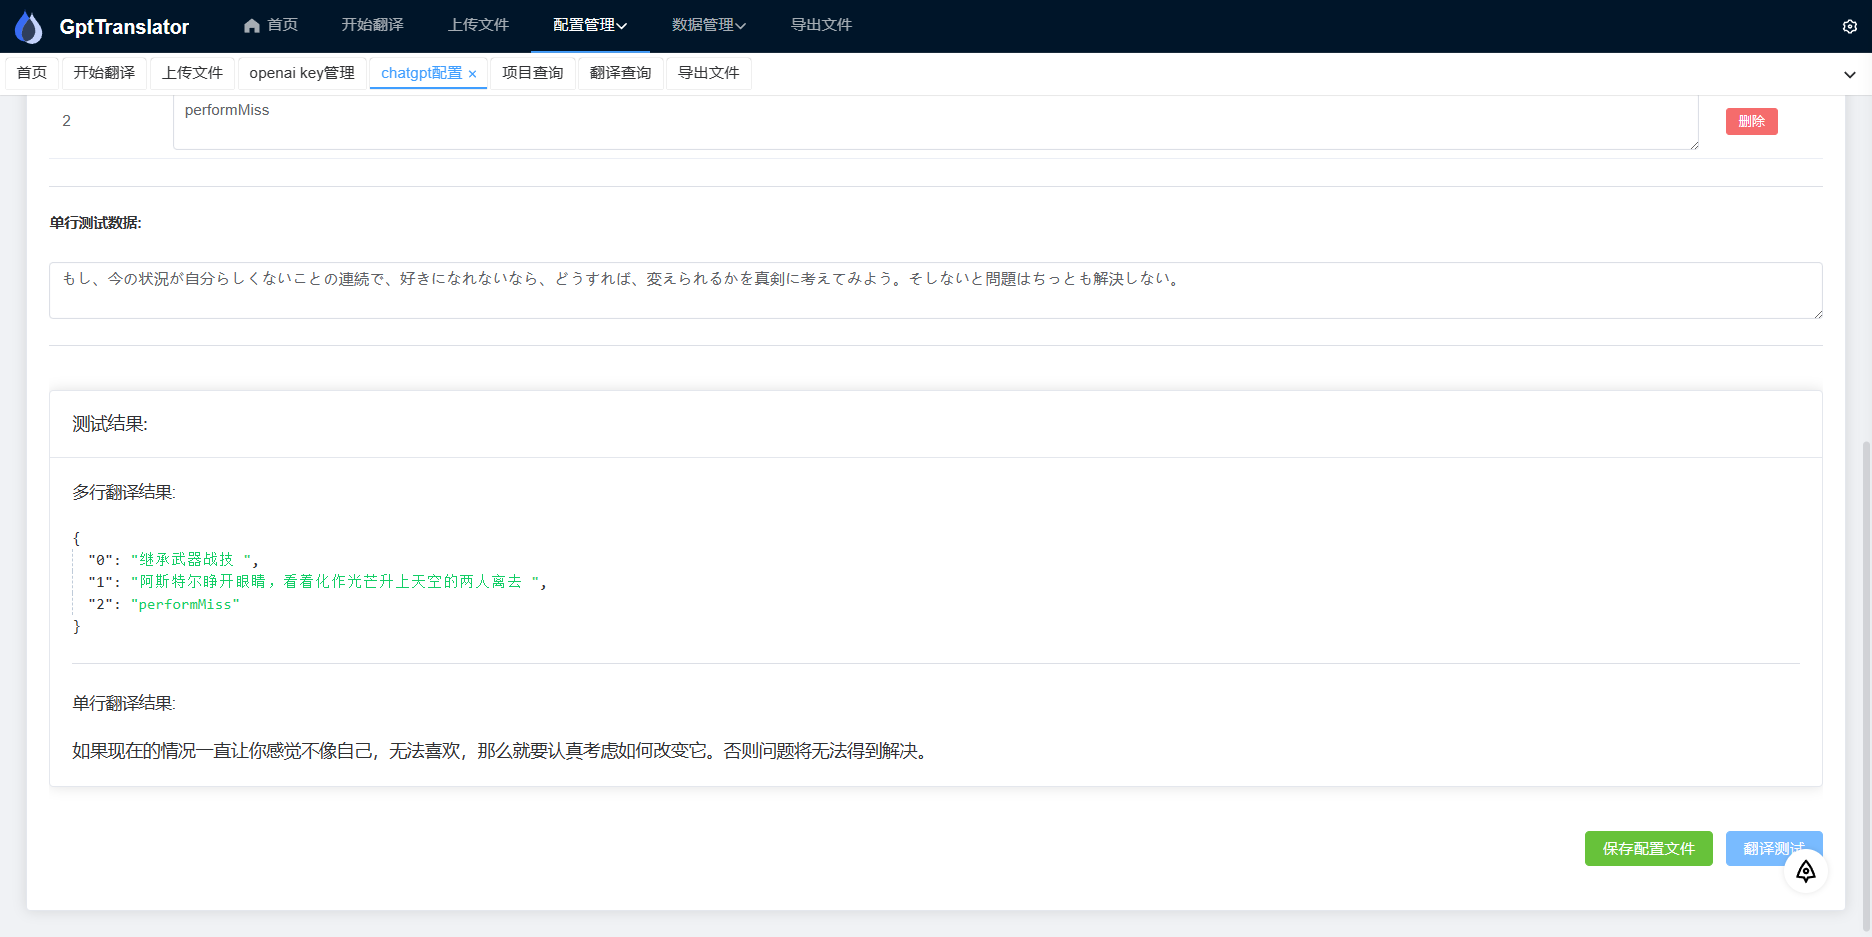 GptTranslator
首页
开始翻译
上传文件
配置管理
数据管理
导出文件
首页
开始翻译
上传文件
openai key管理
chatgpt配置 ×
项目查询
翻译查询
导出文件
2
performMiss
删除
单行测试数据:
もし、今の状況が自分らしくないことの連続で、好きになれないなら、どうすれば、変えられるかを真剣に考えてみよう。そしないと問題はちっとも解決しない。
测试结果:
多行翻译结果:
{
"0": "继承武器战技 ",
"1": "阿斯特尔睁开眼睛，看着化作光芒升上天空的两人离去 ",
"2": "performMiss"
}
单行翻译结果:
如果现在的情况一直让你感觉不像自己，无法喜欢，那么就要认真考虑如何改变它。否则问题将无法得到解决。
保存配置文件
翻译测试